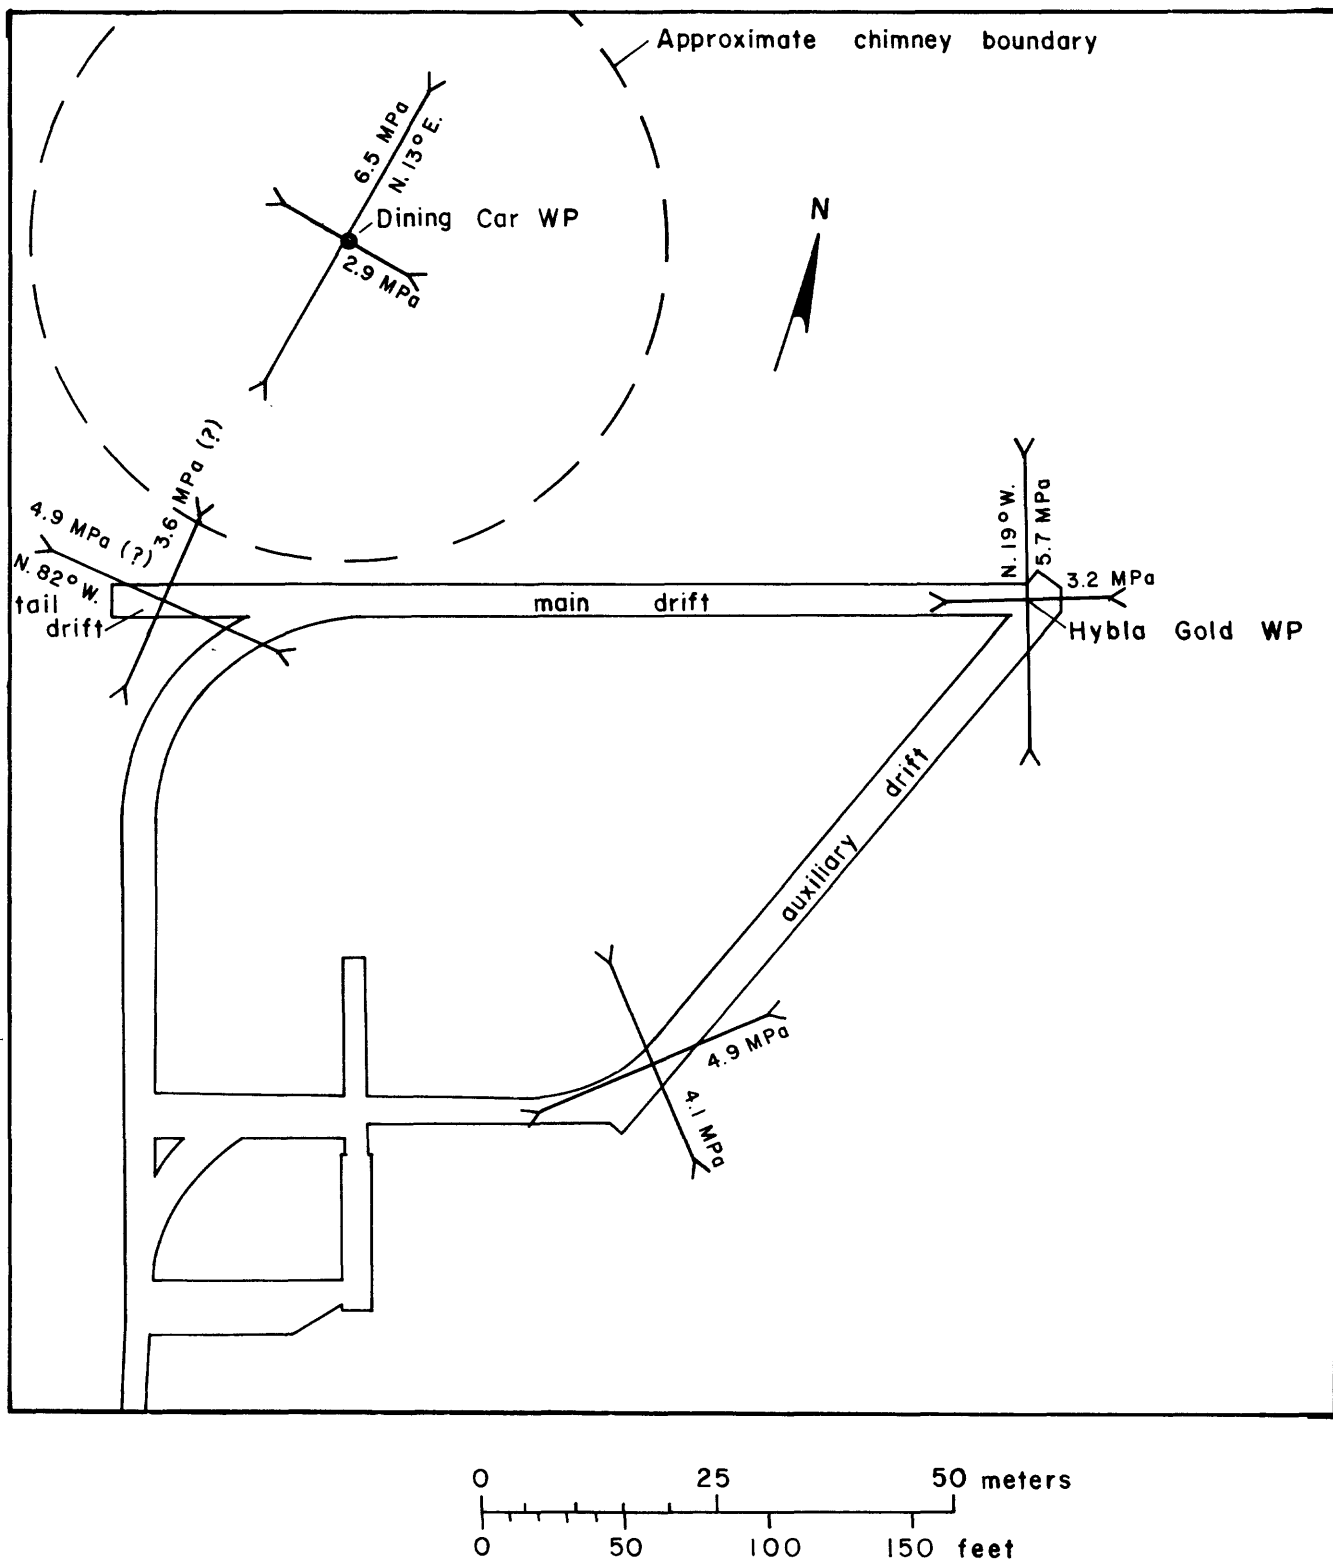 Approximate chimney boundary
6.5 MPa
N. 13° E.
Dining Car WP
2.9 MPa
N
3.6 MPa (?)
4.9 MPa (?)
N. 82° W.
tail
drift
main drift
N. 19° W.
5.7 MPa
3.2 MPa
Hybla Gold WP
auxiliary drift
4.9 MPa
4.1 MPa
0 25 50 meters
0 50 100 150 feet